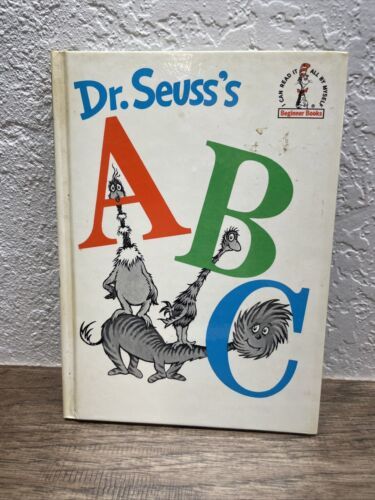 Dr. Seuss's
I CAN READ IT ALL BY MYSELF
Beginner Books
A
B
C